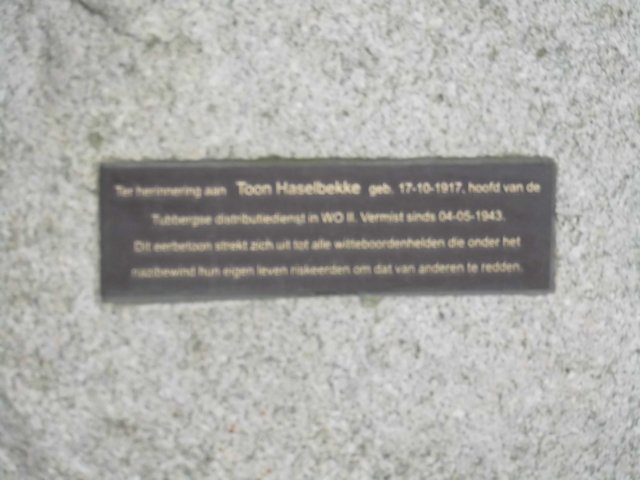 Ter herinnering aan Toon Haselbekke geb. 17-10-1917, hoofd van de
Tubbergse distributiedienst in WO II. Vermist sinds 04-05-1943.
Dit eerbetoon strekt zich uit tot alle witteboordenhelden die onder het
nazibewind hun eigen leven riskeerden om dat van anderen te redden.